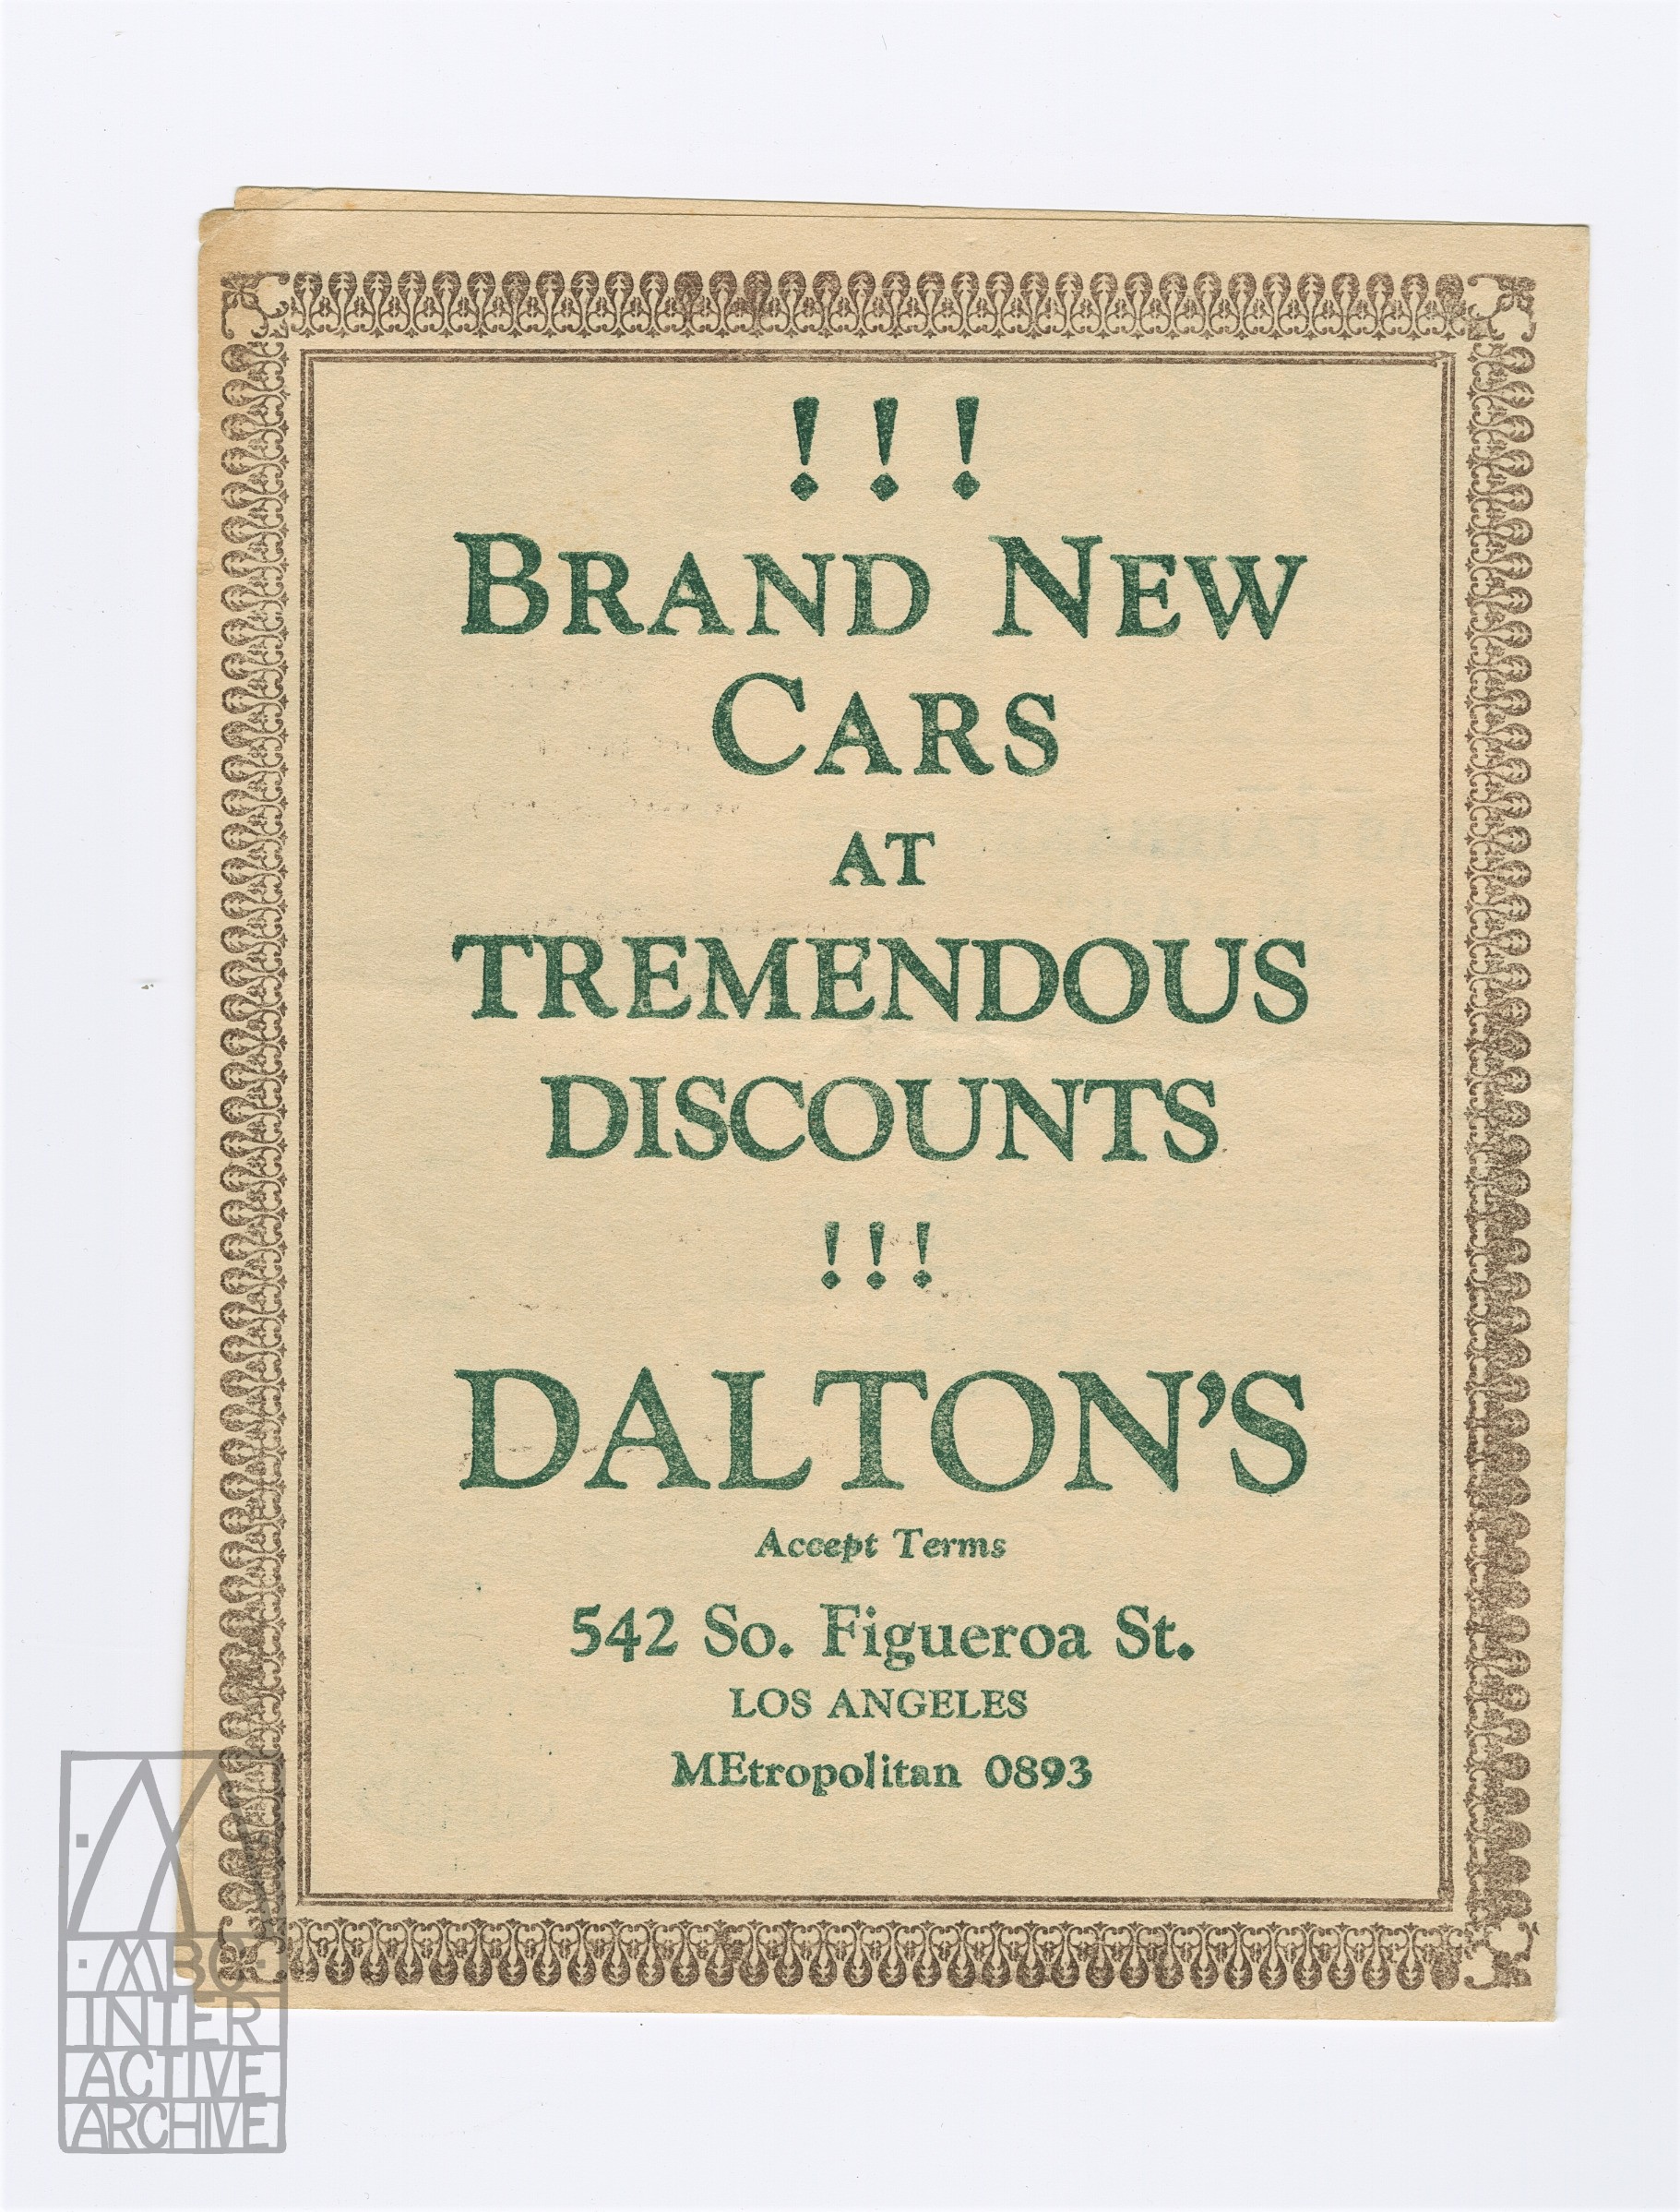 ! ! !
BRAND NEW
CARS
AT
TREMENDOUS
DISCOUNTS
! ! !
DALTON'S
Accept Terms
542 So. Figueroa St.
LOS ANGELES
MEtropolitan 0893
INTER
ACTIVE
ARCHIVE